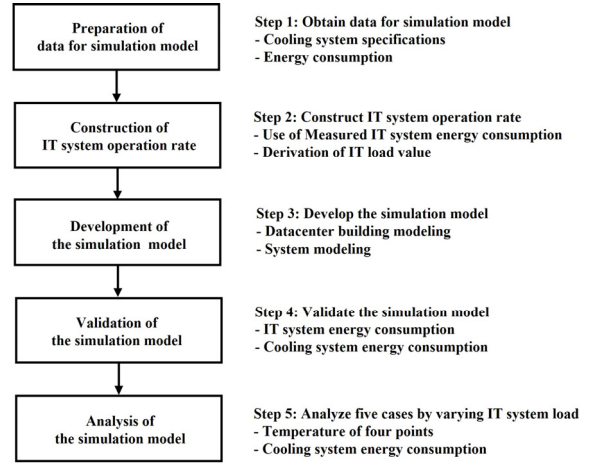 Preparation of
data for simulation model
Step 1: Obtain data for simulation model
- Cooling system specifications
- Energy consumption
Construction of
IT system operation rate
Step 2: Construct IT system operation rate
- Use of Measured IT system energy consumption
- Derivation of IT load value
Development of
the simulation model
Step 3: Develop the simulation model
- Datacenter building modeling
- System modeling
Validation of
the simulation model
Step 4: Validate the simulation model
- IT system energy consumption
- Cooling system energy consumption
Analysis of
the simulation model
Step 5: Analyze five cases by varying IT system load
- Temperature of four points
- Cooling system energy consumption